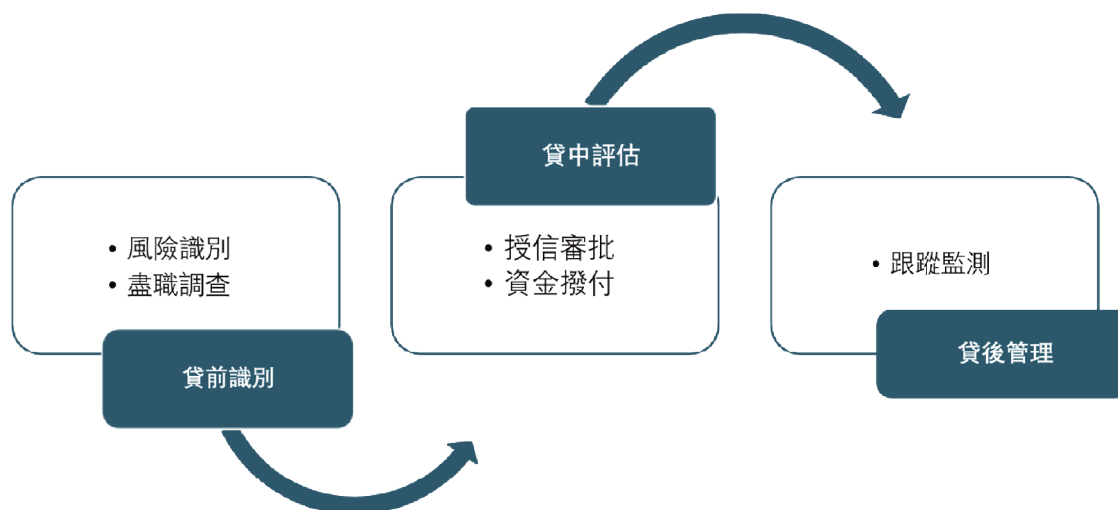 • 風險識別
• 盡職調查
貸前識別
貸中評估
• 授信審批
• 資金撥付
• 跟蹤監測
貸後管理